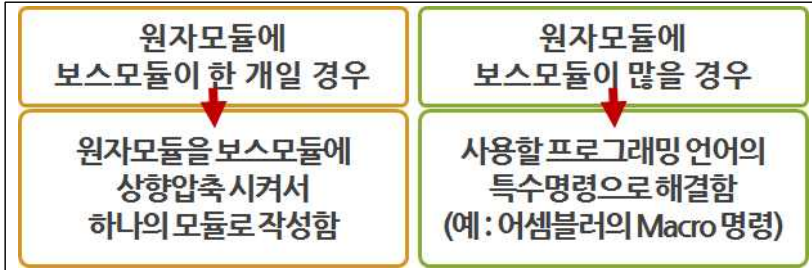 원자모듈에
보스모듈이 한 개일 경우
원자모듈을 보스모듈에
상향압축 시켜서
하나의 모듈로 작성함
원자모듈에
보스모듈이 많을 경우
사용할 프로그래밍 언어의
특수명령으로 해결함
(예 : 어셈블러의 Macro 명령)